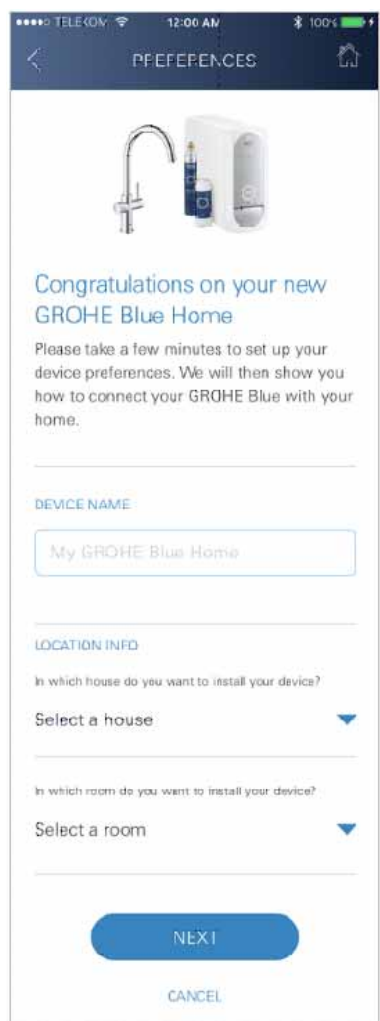 TELEKOM 12:00 AM 100%
PREFERENCES
Congratulations on your new
GROHE Blue Home
Please take a few minutes to set up your
device preferences. We will then show you
how to connect your GROHE Blue with your
home.
DEVICE NAME
My GROHE Blue Home
LOCATION INFO
In which house do you want to install your device?
Select a house
In which room do you want to install your device?
Select a room
NEXT
CANCEL